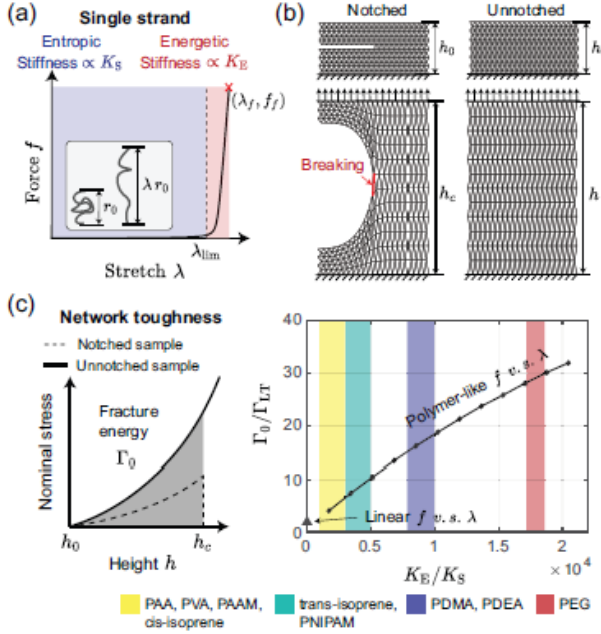 (a)
Single strand
Entropic
Stiffness ∝ K_S
Energetic
Stiffness ∝ K_E
(λ_f, f_f)
Force f
r_0
λ r_0
λ_lim
Stretch λ
(b)
Notched
Unnotched
h_0
h
Breaking
h_c
h
(c)
Network toughness
Notched sample
Unnotched sample
Nominal stress
Fracture
energy
Γ_0
h_0
Height h
h_c
Γ_0/Γ_LT
40
30
20
10
0
Polymer-like f v.s. λ
Linear f v.s. λ
0
0.5
1
1.5
2
K_E/K_S
× 10^4
PAA, PVA, PAAM,
cis-isoprene
trans-isoprene,
PNIPAM
PDMA, PDEA
PEG